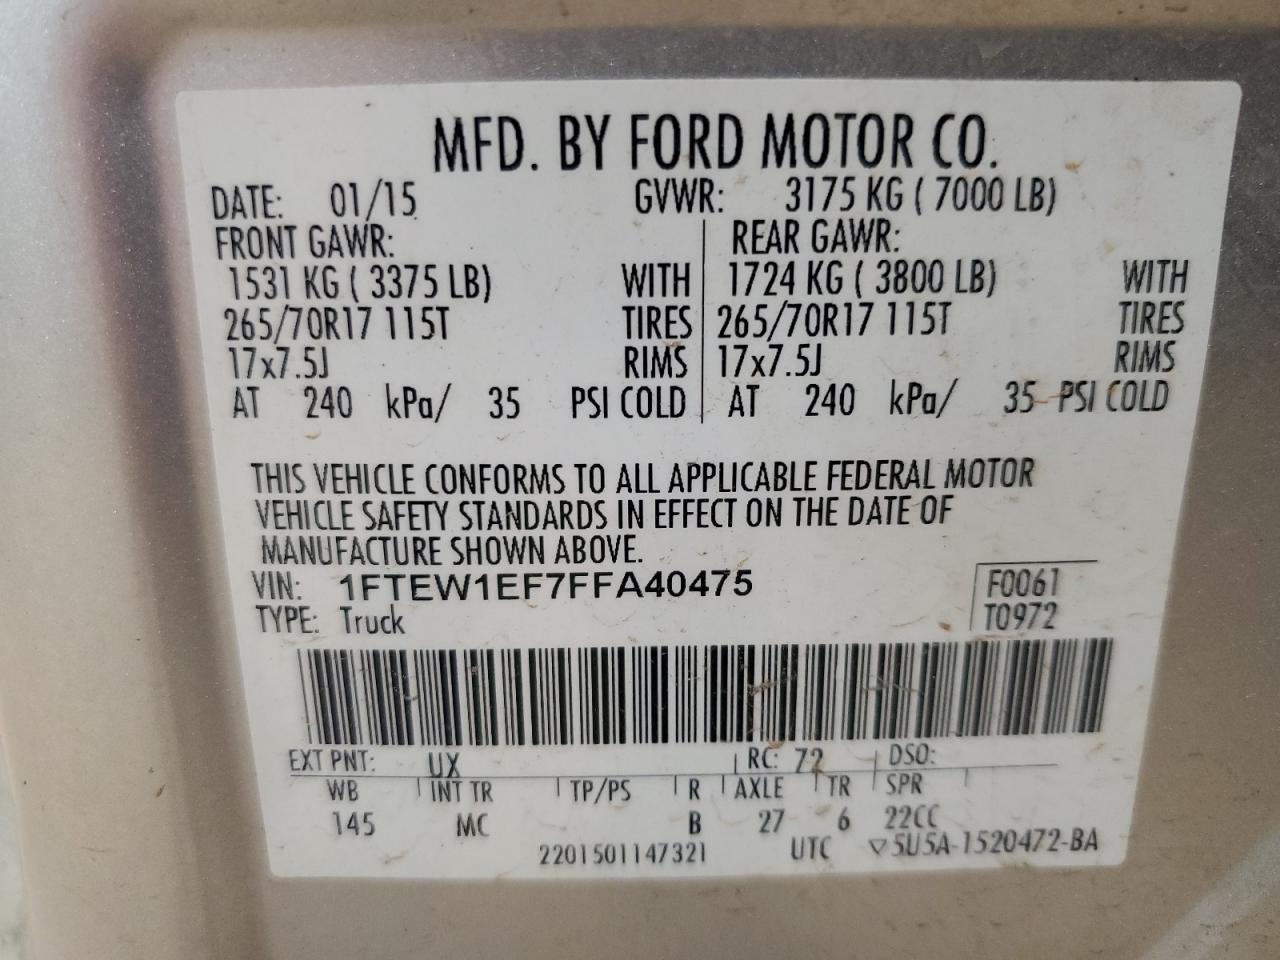 MFD. BY FORD MOTOR CO.
DATE: 01/15 GVWR: 3175 KG ( 7000 LB)
FRONT GAWR: REAR GAWR:
1531 KG ( 3375 LB) WITH 1724 KG ( 3800 LB) WITH
265/70R17 115T TIRES 265/70R17 115T TIRES
17x7.5J RIMS 17x7.5J RIMS
AT 240 kPa/ 35 PSI COLD AT 240 kPa/ 35 PSI COLD
THIS VEHICLE CONFORMS TO ALL APPLICABLE FEDERAL MOTOR
VEHICLE SAFETY STANDARDS IN EFFECT ON THE DATE OF
MANUFACTURE SHOWN ABOVE.
VIN: 1FTEW1EF7FFA40475 F0061
TYPE: Truck T0972
EXT PNT: UX RC: 72 DSO:
WB INT TR TP/PS R AXLE TR SPR
145 MC B 27 6 22CC
2201501147321 UTC ▽5U5A-1520472-BA